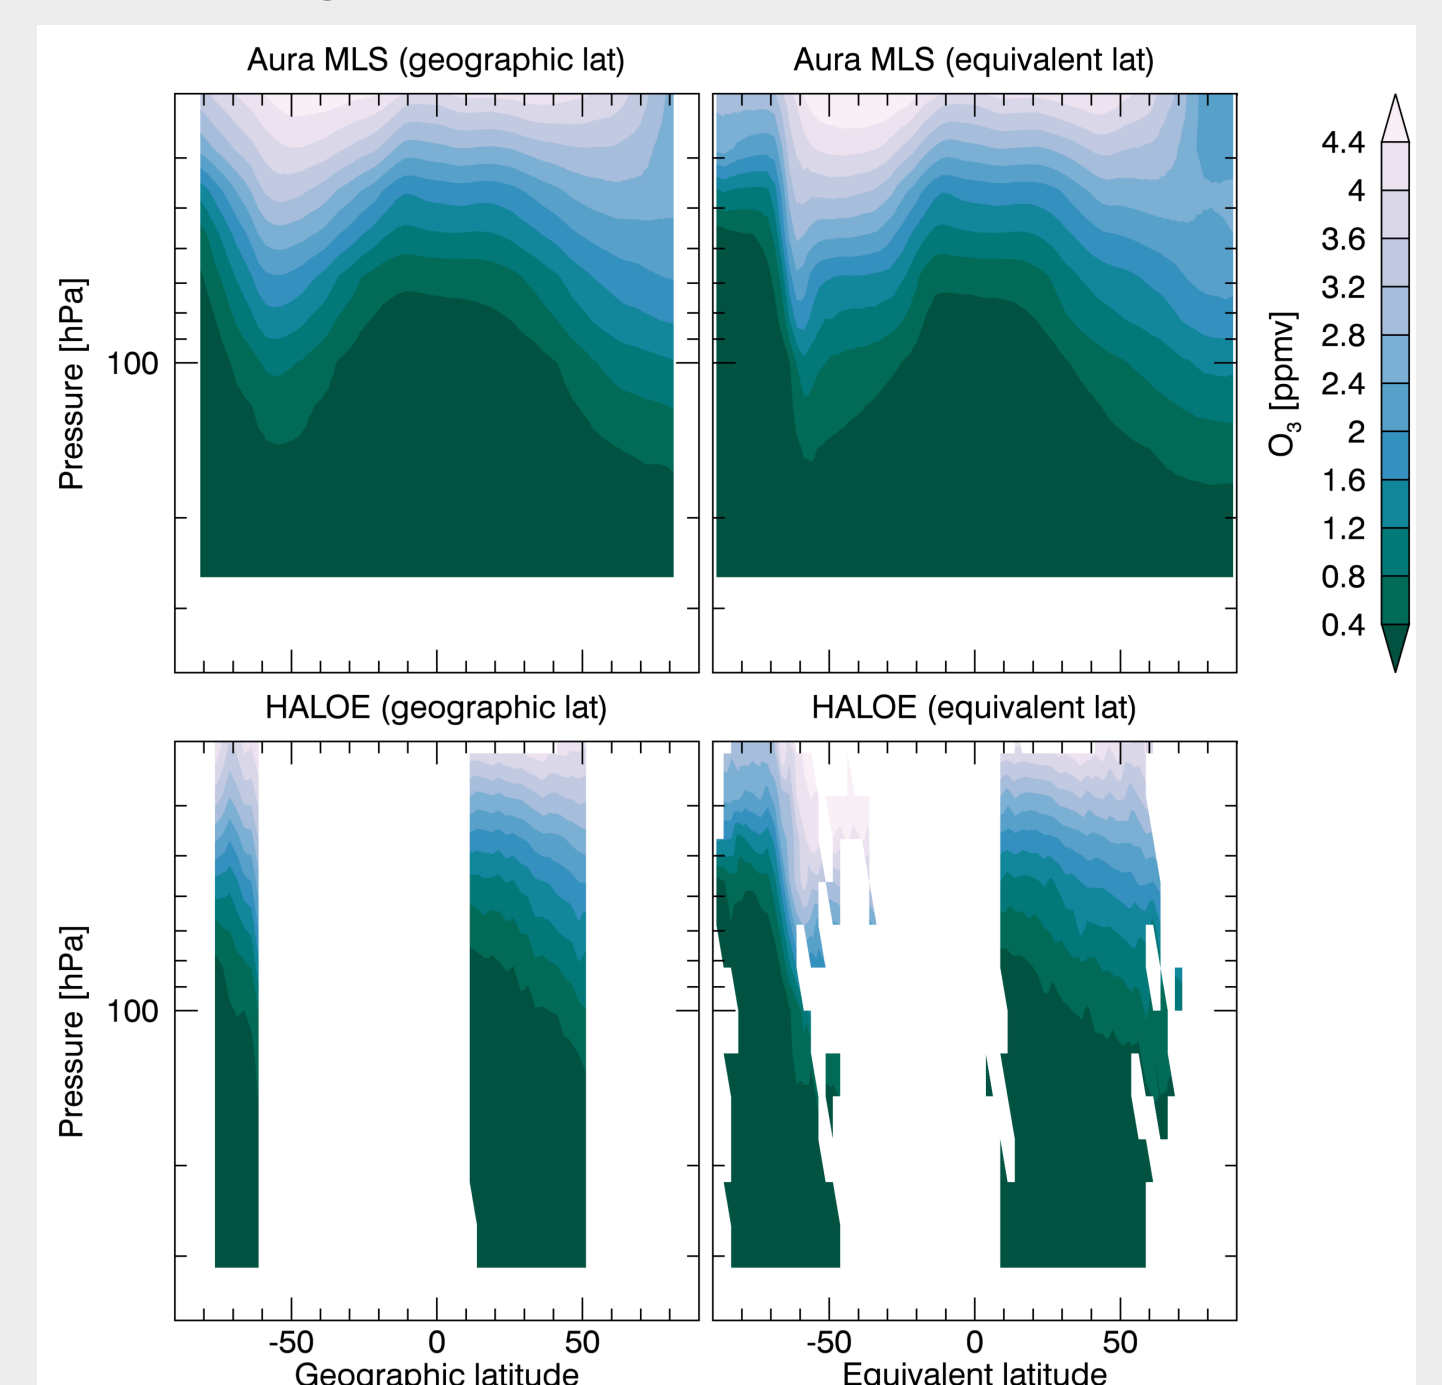 Aura MLS (geographic lat)
Aura MLS (equivalent lat)
Pressure [hPa]
100
O₃ [ppmv]
4.4
4
3.6
3.2
2.8
2.4
2
1.6
1.2
0.8
0.4
HALOE (geographic lat)
HALOE (equivalent lat)
Pressure [hPa]
100
-50 0 50
-50 0 50
Geographic latitude
Equivalent latitude